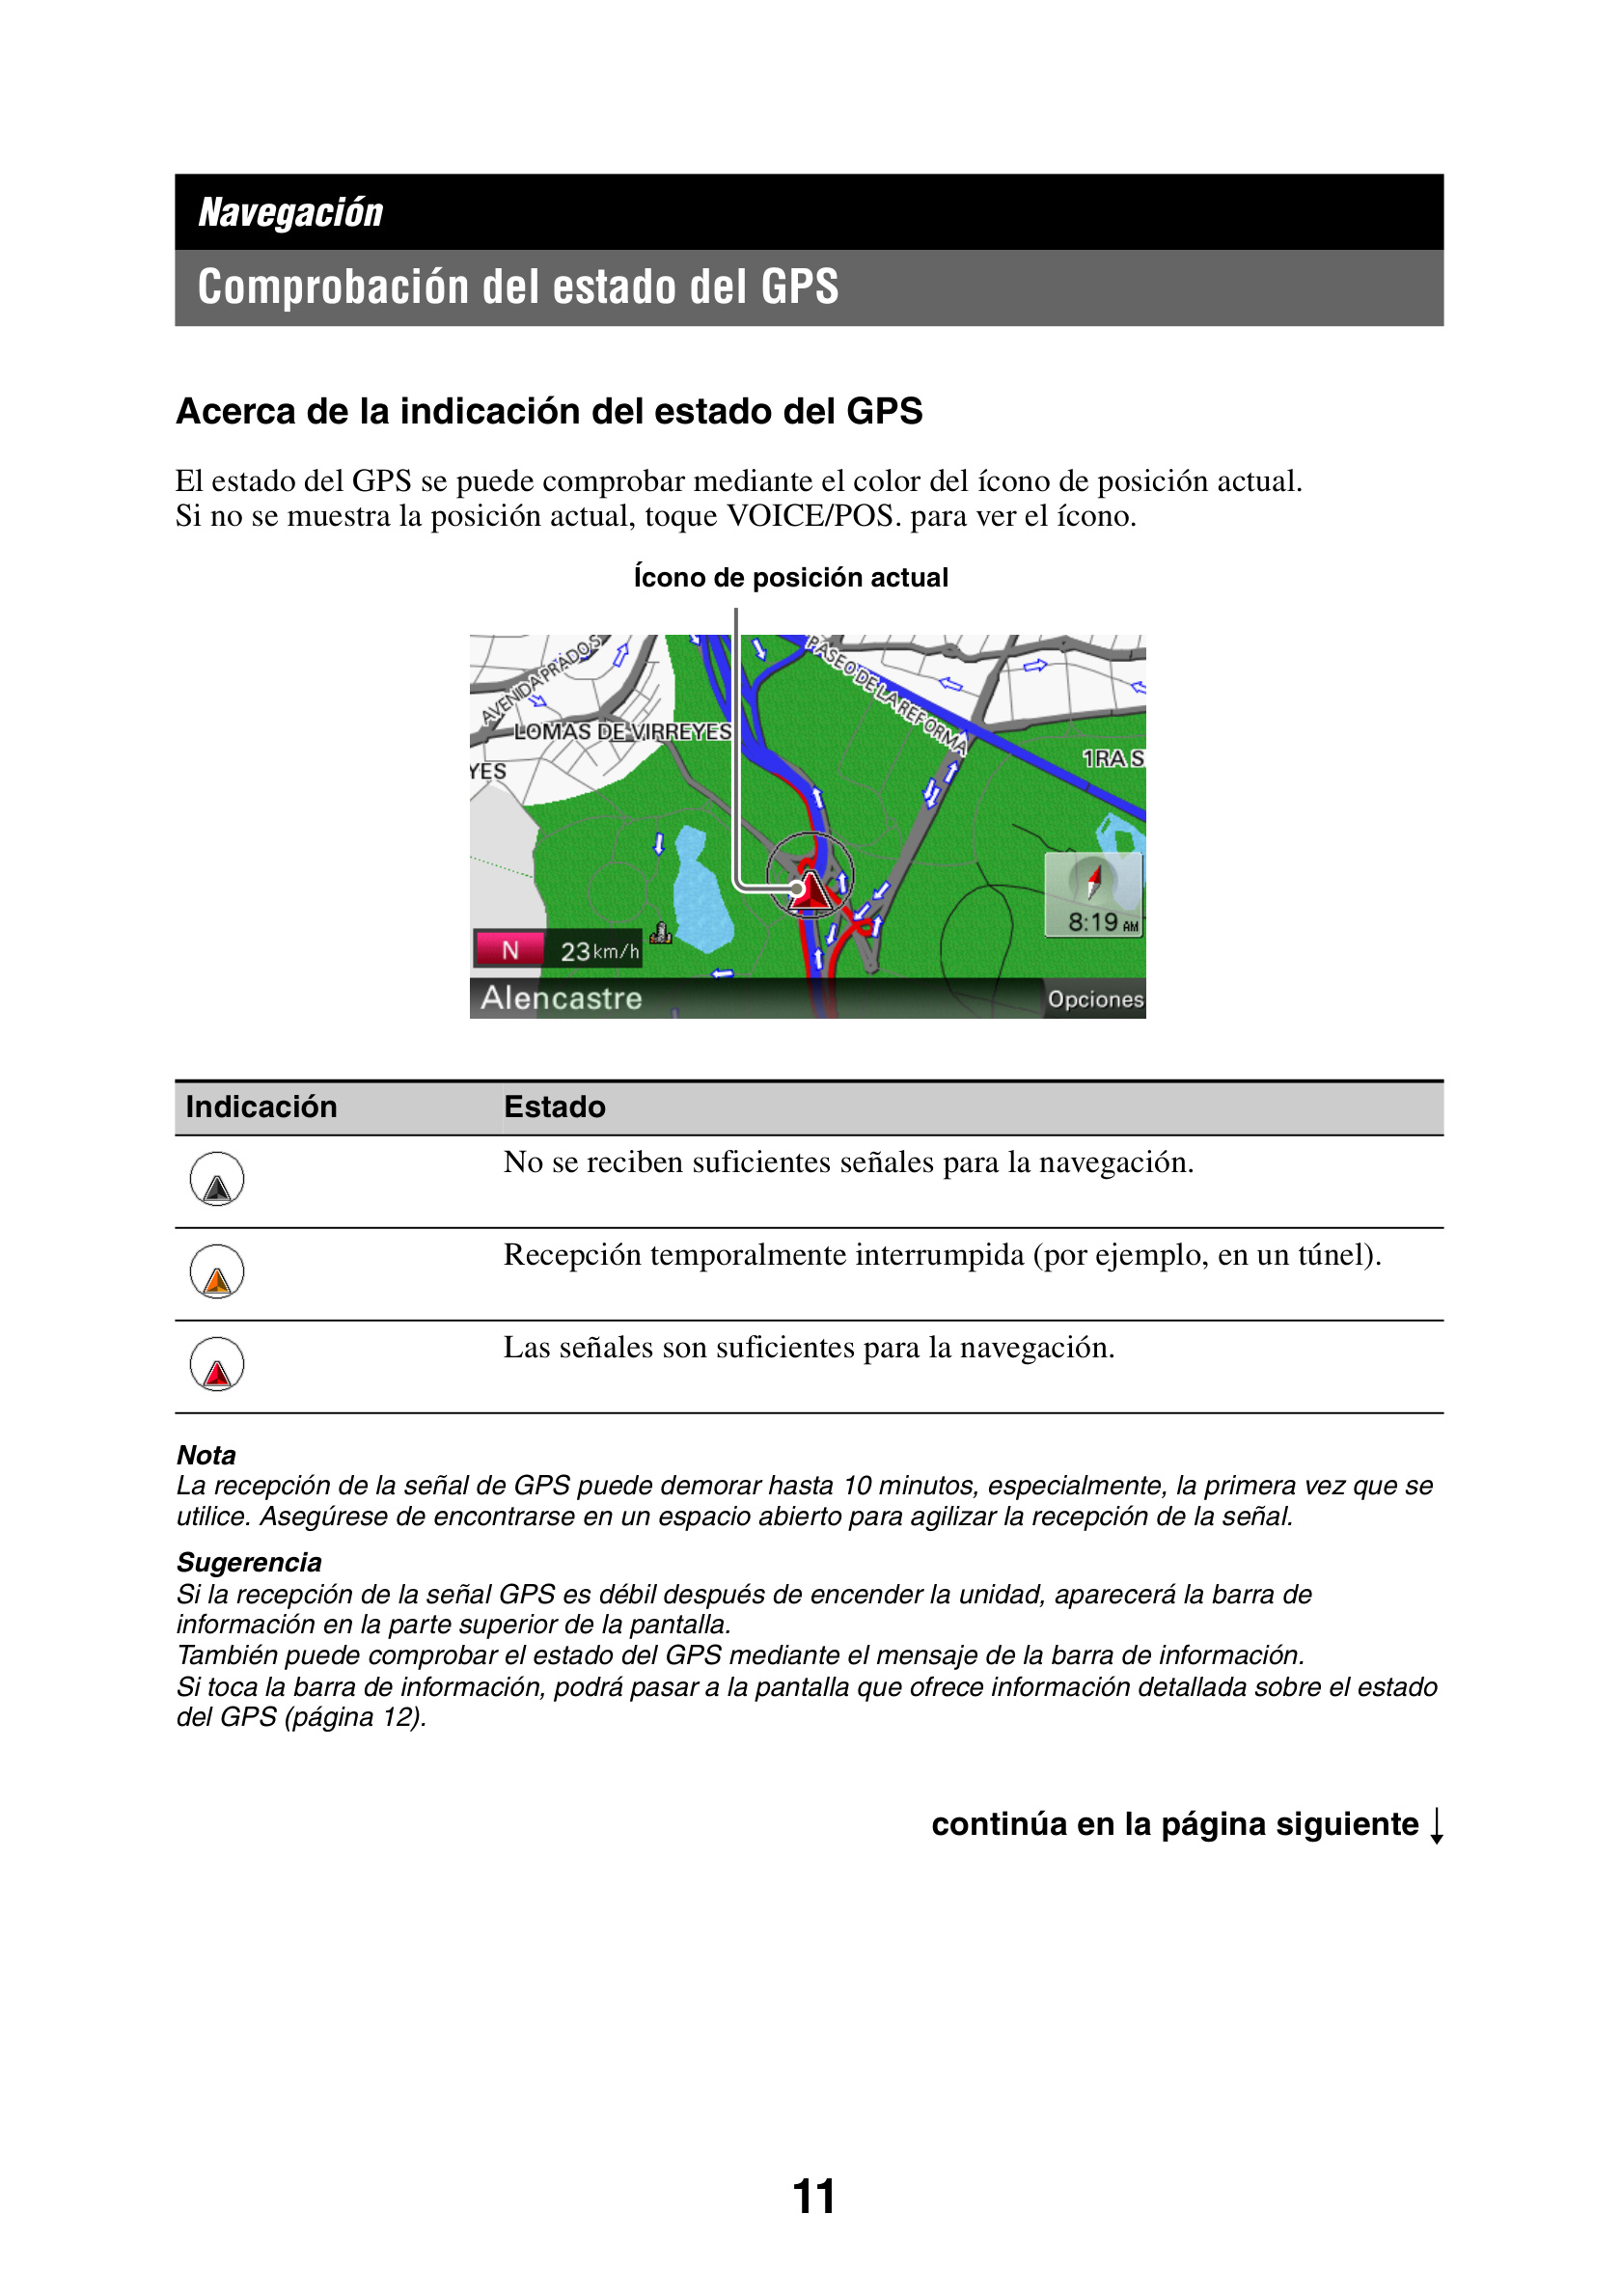 Navegación
Comprobación del estado del GPS
Acerca de la indicación del estado del GPS
El estado del GPS se puede comprobar mediante el color del ícono de posición actual.
Si no se muestra la posición actual, toque VOICE/POS. para ver el ícono.
Ícono de posición actual
AVENIDA PRADO S
PASEO DE LA REFORMA
LOMAS DE VIRREYES
1RA S
YES
8:19 AM
N 23km/h
Alencastre
Opciones
Indicación Estado
No se reciben suficientes señales para la navegación.
Recepción temporalmente interrumpida (por ejemplo, en un túnel).
Las señales son suficientes para la navegación.
Nota
La recepción de la señal de GPS puede demorar hasta 10 minutos, especialmente, la primera vez que se
utilice. Asegúrese de encontrarse en un espacio abierto para agilizar la recepción de la señal.
Sugerencia
Si la recepción de la señal GPS es débil después de encender la unidad, aparecerá la barra de
información en la parte superior de la pantalla.
También puede comprobar el estado del GPS mediante el mensaje de la barra de información.
Si toca la barra de información, podrá pasar a la pantalla que ofrece información detallada sobre el estado
del GPS (página 12).
continúa en la página siguiente
11